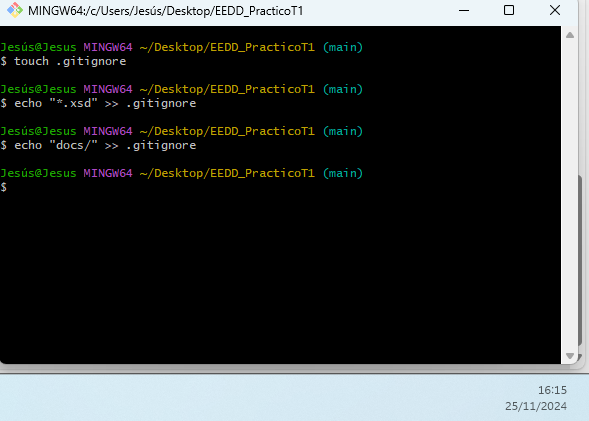 MINGW64:/c/Users/Jesús/Desktop/EEDD_PracticoT1
Jesús@Jesus MINGW64 ~/Desktop/EEDD_PracticoT1 (main)
$ touch .gitignore
Jesús@Jesus MINGW64 ~/Desktop/EEDD_PracticoT1 (main)
$ echo "*.xsd" >> .gitignore
Jesús@Jesus MINGW64 ~/Desktop/EEDD_PracticoT1 (main)
$ echo "docs/" >> .gitignore
Jesús@Jesus MINGW64 ~/Desktop/EEDD_PracticoT1 (main)
$
16:15
25/11/2024